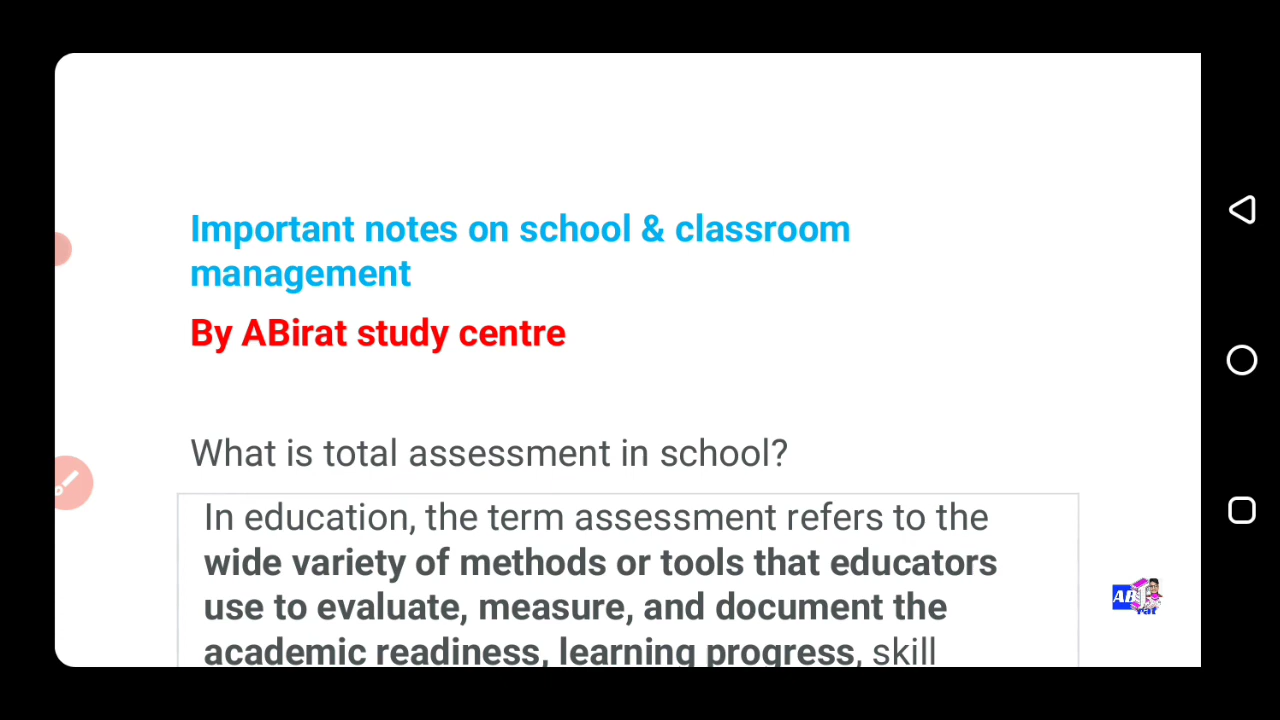 Important notes on school & classroom
management
By ABirat study centre
What is total assessment in school?
In education, the term assessment refers to the
wide variety of methods or tools that educators
use to evaluate, measure, and document the
academic readiness, learning progress, skill
ABI
rat